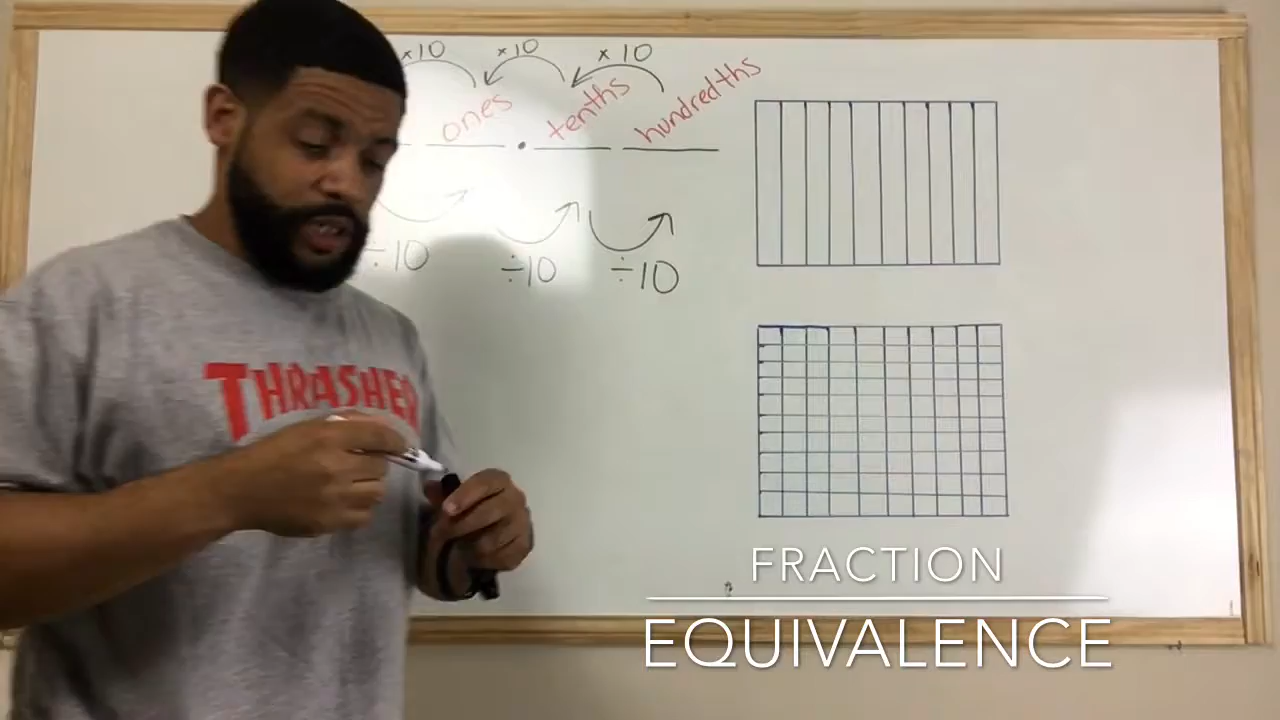 ×10 ×10 ×10
ones . tenths hundredths
÷10 ÷10 ÷10
THRASHER
FRACTION
EQUIVALENCE